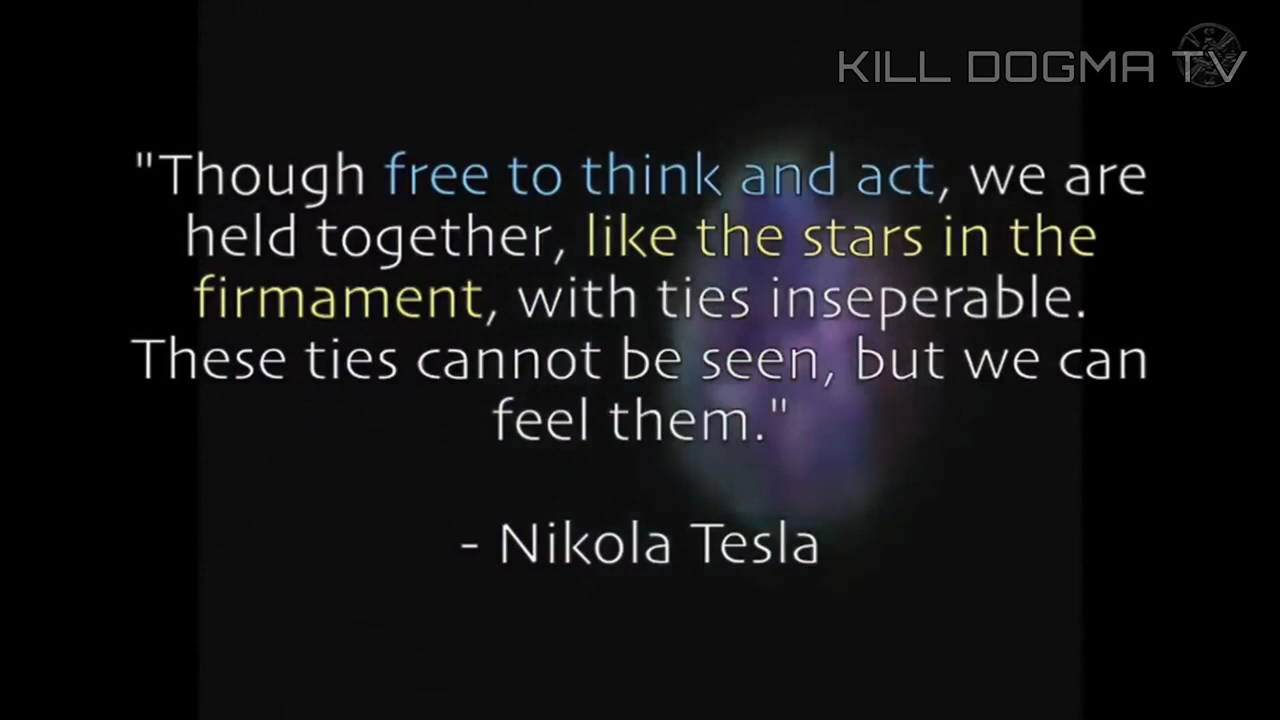 KILL DOGMA TV
"Though free to think and act, we are
held together, like the stars in the
firmament, with ties inseperable.
These ties cannot be seen, but we can
feel them."
- Nikola Tesla